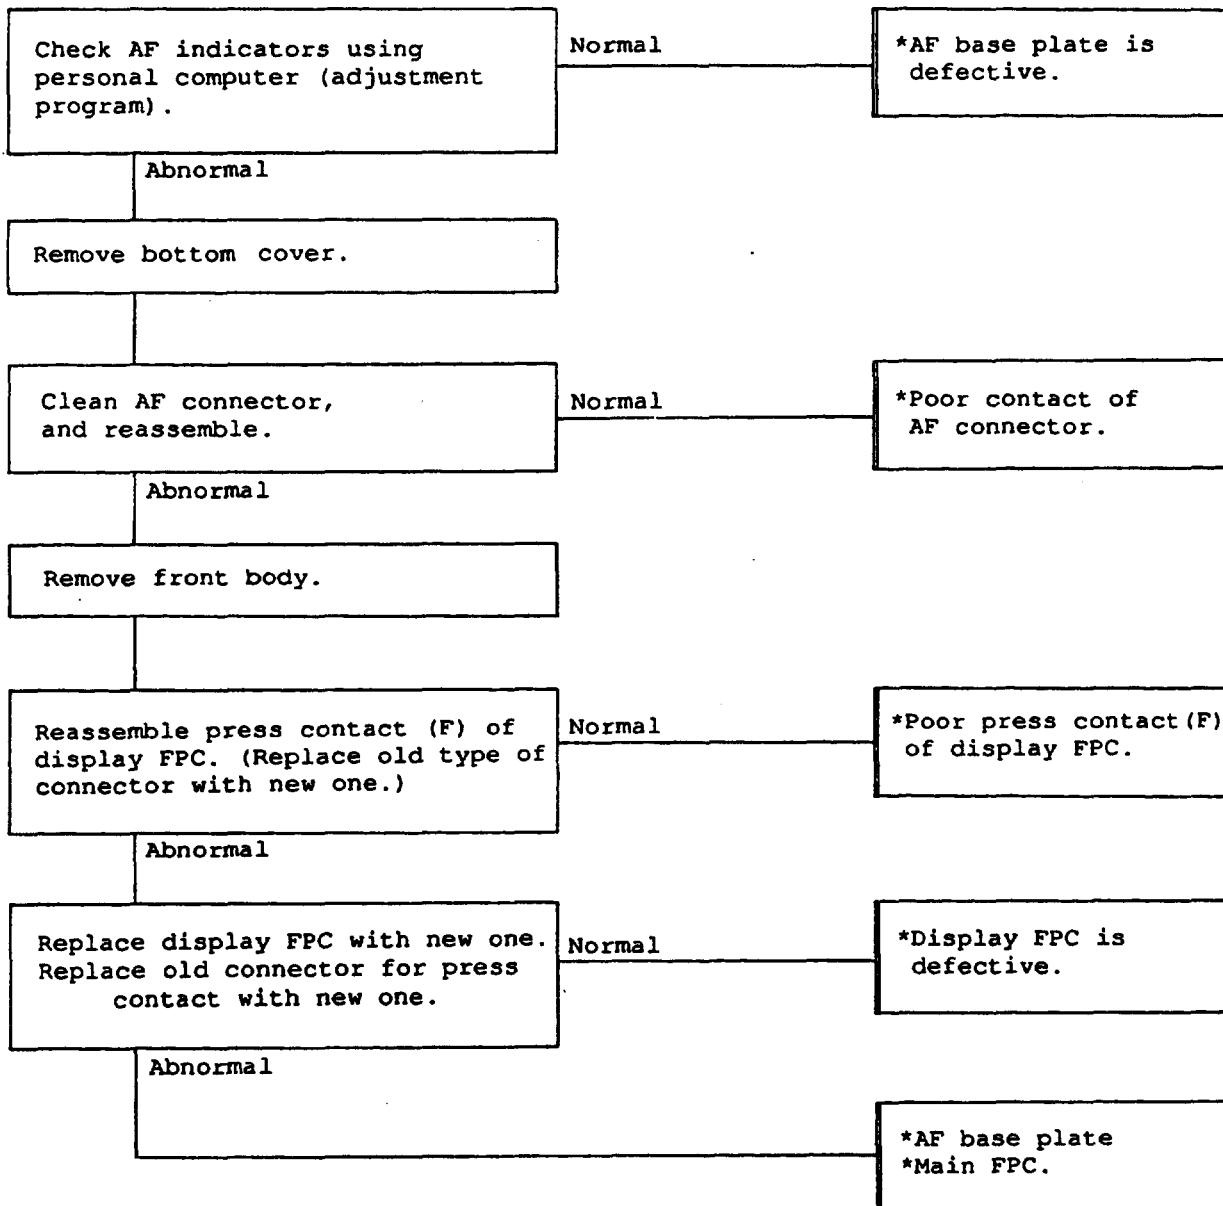 Check AF indicators using
personal computer (adjustment
program).
Normal
*AF base plate is
defective.
Abnormal
Remove bottom cover.
Clean AF connector,
and reassemble.
Normal
*Poor contact of
AF connector.
Abnormal
Remove front body.
Reassemble press contact (F) of
display FPC. (Replace old type of
connector with new one.)
Normal
*Poor press contact(F)
of display FPC.
Abnormal
Replace display FPC with new one.
Replace old connector for press
contact with new one.
Normal
*Display FPC is
defective.
Abnormal
*AF base plate
*Main FPC.